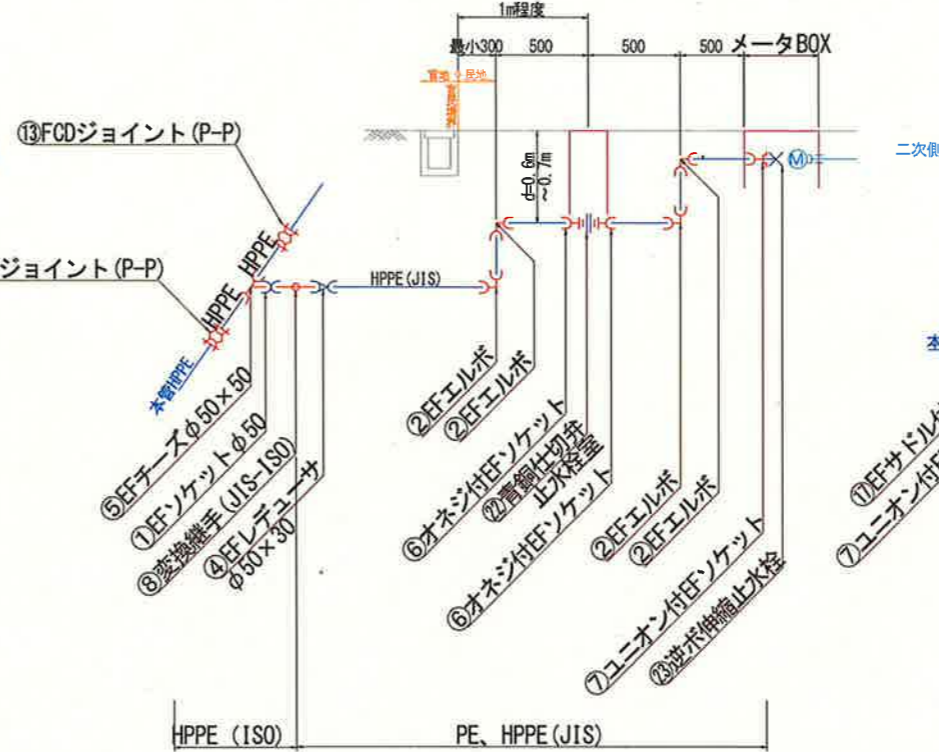 1m程度
最小300
500
500
500
メータBOX
官地
民地
⑬FCDジョイント(P-P)
d=0.6m
~0.7m
M
二次側
HPPE
ジョイント(P-P)
HPPE
HPPE(JIS)
本管HPPE
本
②EFエルボ
②EFエルボ
⑤EFチーズφ50×50
①EFソケットφ50
⑧変換継手(JIS-ISO)
④EFレデューサ
φ50×30
⑥オネジ付EFソケット
㉒青銅仕切弁
止水栓室
⑥オネジ付EFソケット
②EFエルボ
②EFエルボ
⑦ユニオン付EFソケット
㉓逆ボ伸縮止水栓
⑰EFサドル付
⑦ユニオン付E
HPPE (ISO)
PE、HPPE(JIS)